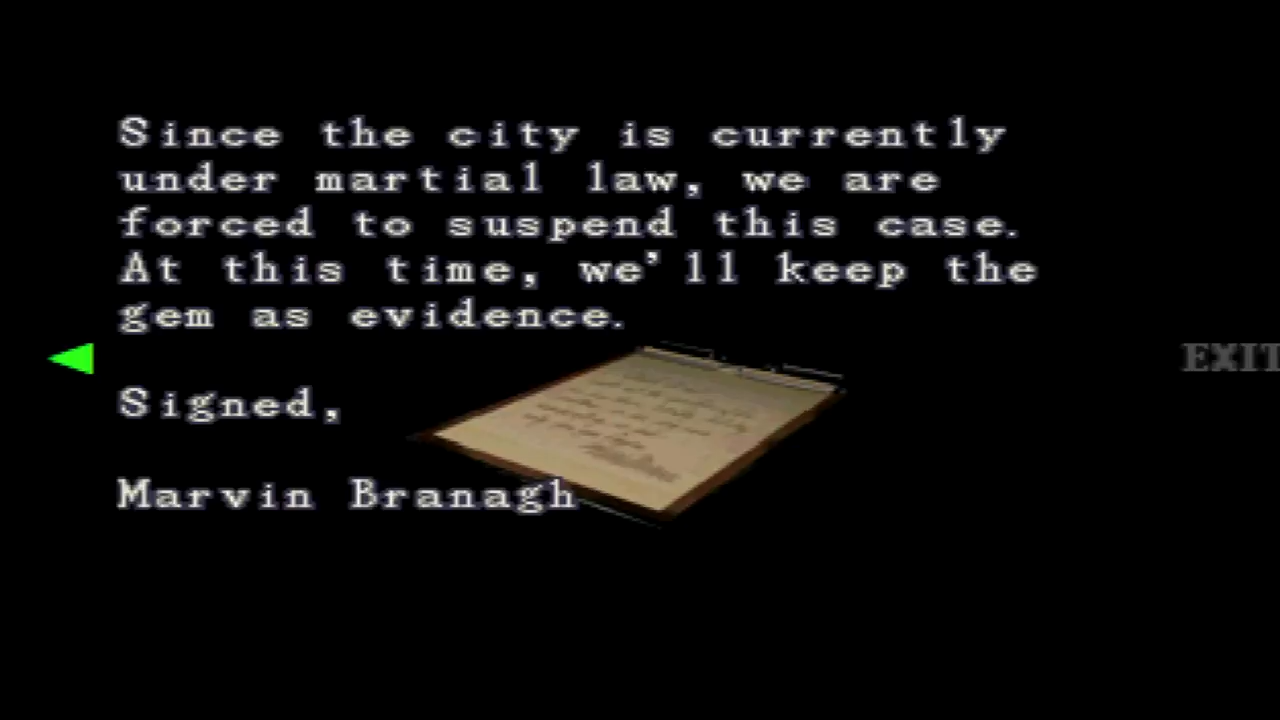 Since the city is currently
under martial law, we are
forced to suspend this case.
At this time, we'll keep the
gem as evidence.
EXIT
Signed,
Marvin Branagh